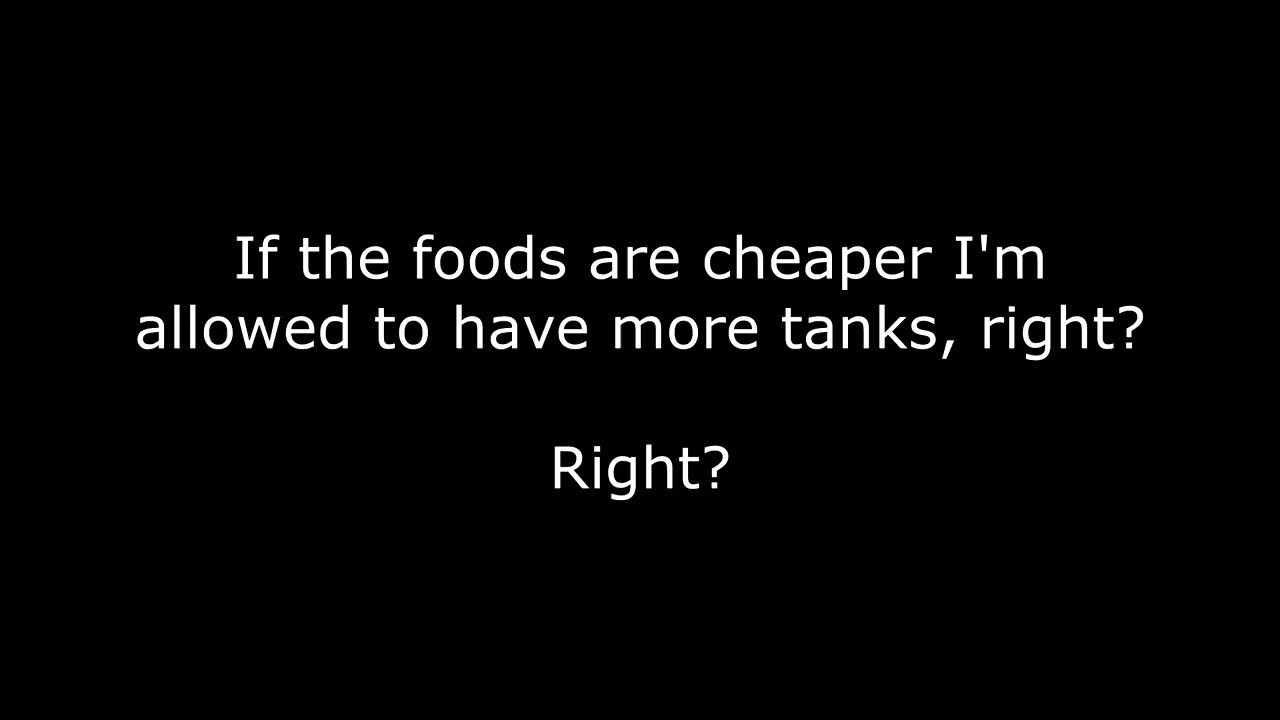 If the foods are cheaper I'm
allowed to have more tanks, right?
Right?